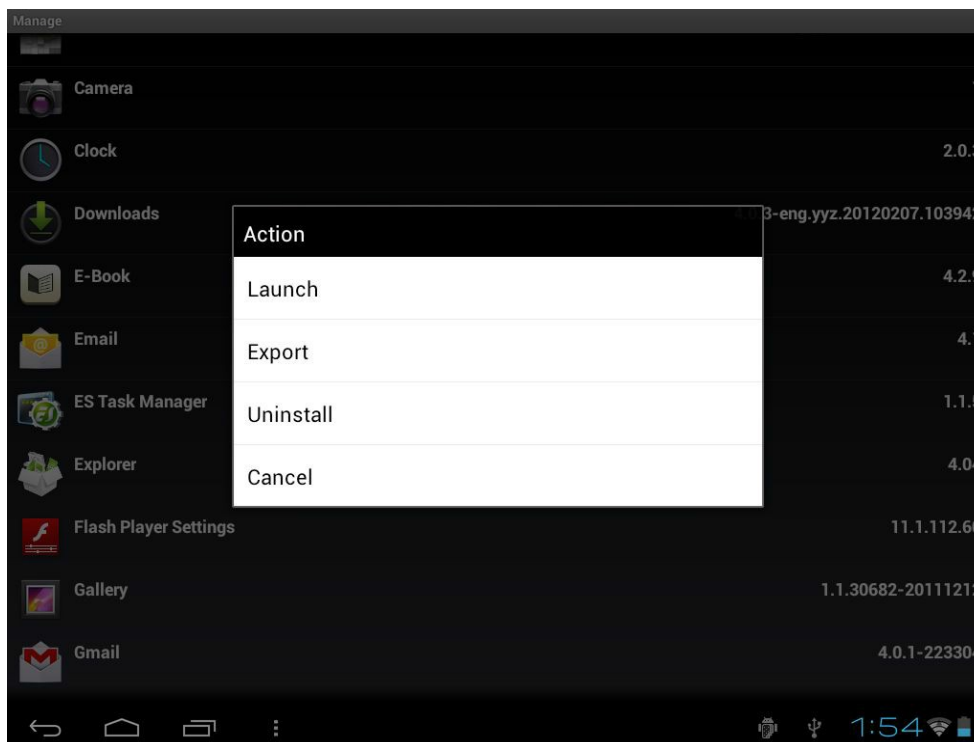 Manage
Camera
Clock 2.0.
Downloads 3-eng.yyz.20120207.10394
E-Book 4.2.
Email 4.
ES Task Manager 1.1.
Explorer 4.0
Flash Player Settings 11.1.112.6
Gallery 1.1.30682-2011121
Gmail 4.0.1-22330
Action
Launch
Export
Uninstall
Cancel
1:54